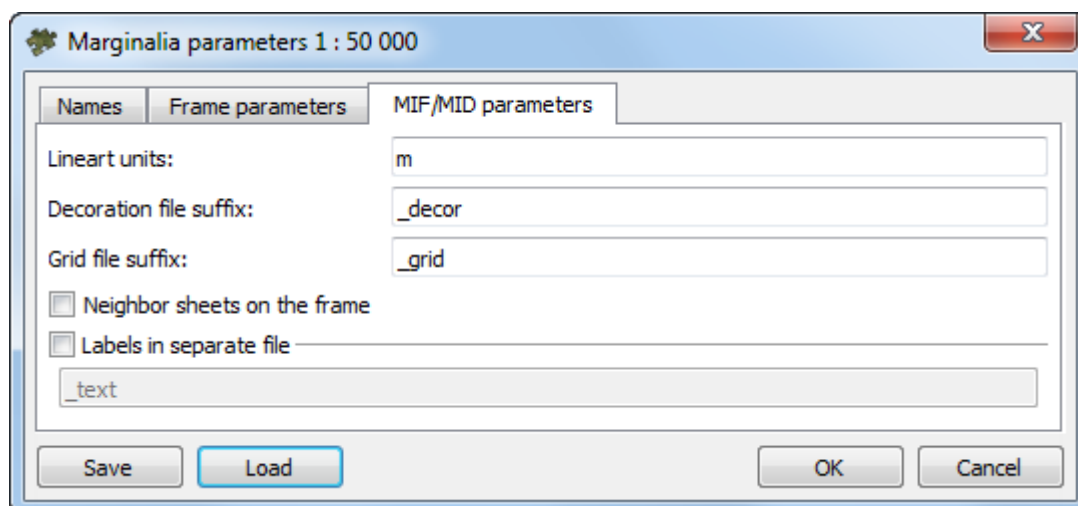 Marginalia parameters 1 : 50 000
Names Frame parameters MIF/MID parameters
Lineart units: m
Decoration file suffix: _decor
Grid file suffix: _grid
Neighbor sheets on the frame
Labels in separate file
_text
Save Load OK Cancel